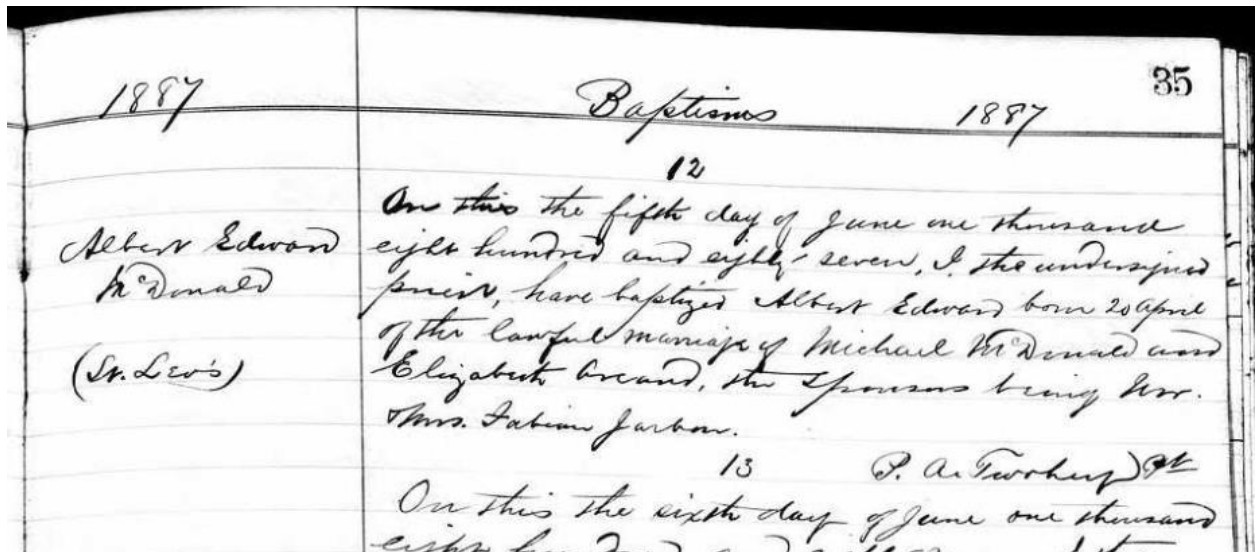 35
1887 Baptisms 1887
12
Albert Edward
McDonald
(St. Leo's)
On this the fifth day of June one thousand
eight hundred and eighty seven, I the undersigned
priest, have baptized Albert Edward born 20 April
of the lawful marriage of Michael McDonald and
Elizabeth Arcand, the sponsors being Mr.
Mrs. Fabian
13 P. A. Twohey Pt
On this the sixth day of June one thousand
eight hundred and